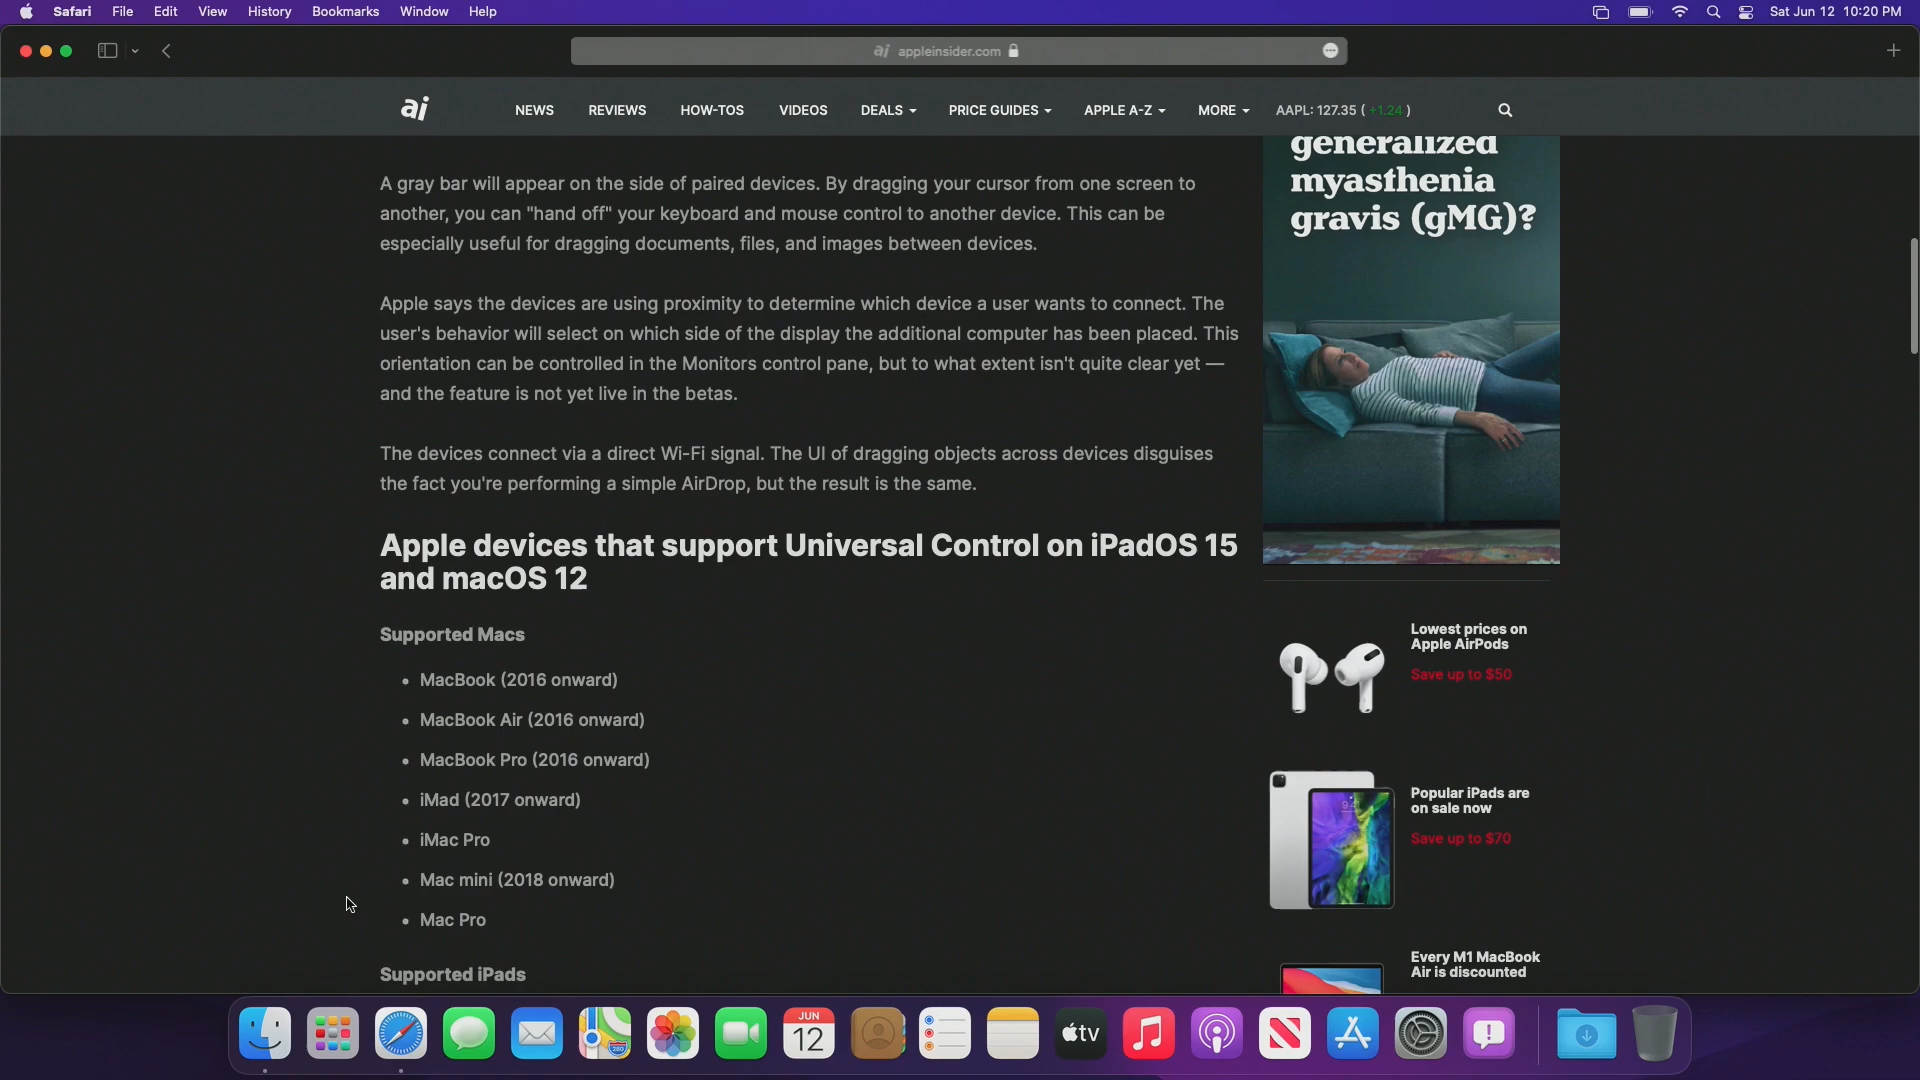 Safari File Edit View History Bookmarks Window Help
Sat Jun 12 10:20 PM
ai appleinsider.com
ai
NEWS REVIEWS HOW-TOS VIDEOS DEALS PRICE GUIDES APPLE A-Z MORE AAPL: 127.35 ( +1.24 )
A gray bar will appear on the side of paired devices. By dragging your cursor from one screen to
another, you can "hand off" your keyboard and mouse control to another device. This can be
especially useful for dragging documents, files, and images between devices.
Apple says the devices are using proximity to determine which device a user wants to connect. The
user's behavior will select on which side of the display the additional computer has been placed. This
orientation can be controlled in the Monitors control pane, but to what extent isn't quite clear yet —
and the feature is not yet live in the betas.
The devices connect via a direct Wi-Fi signal. The UI of dragging objects across devices disguises
the fact you're performing a simple AirDrop, but the result is the same.
Apple devices that support Universal Control on iPadOS 15
and macOS 12
Supported Macs
• MacBook (2016 onward)
• MacBook Air (2016 onward)
• MacBook Pro (2016 onward)
• iMad (2017 onward)
• iMac Pro
• Mac mini (2018 onward)
• Mac Pro
Supported iPads
generalized
myasthenia
gravis (gMG)?
Lowest prices on
Apple AirPods
Save up to $50
9:41
Popular iPads are
on sale now
Save up to $70
Every M1 MacBook
Air is discounted
280
JUN
12
tv